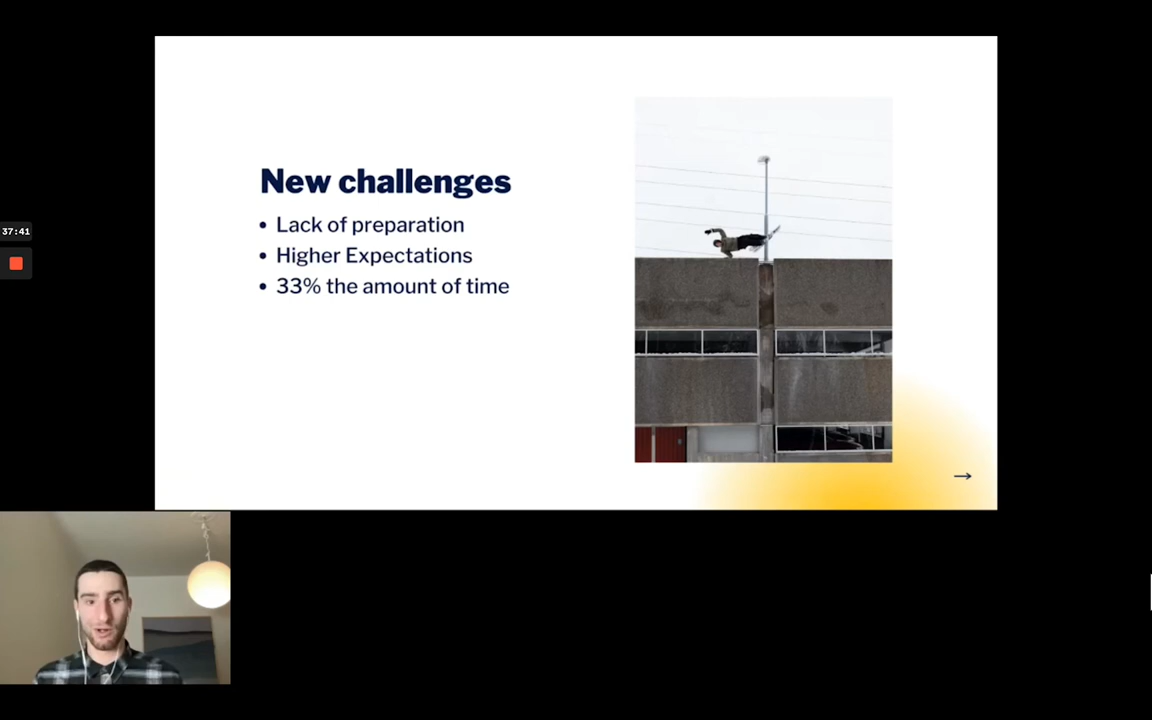 New challenges
• Lack of preparation
• Higher Expectations
• 33% the amount of time
37:41
→